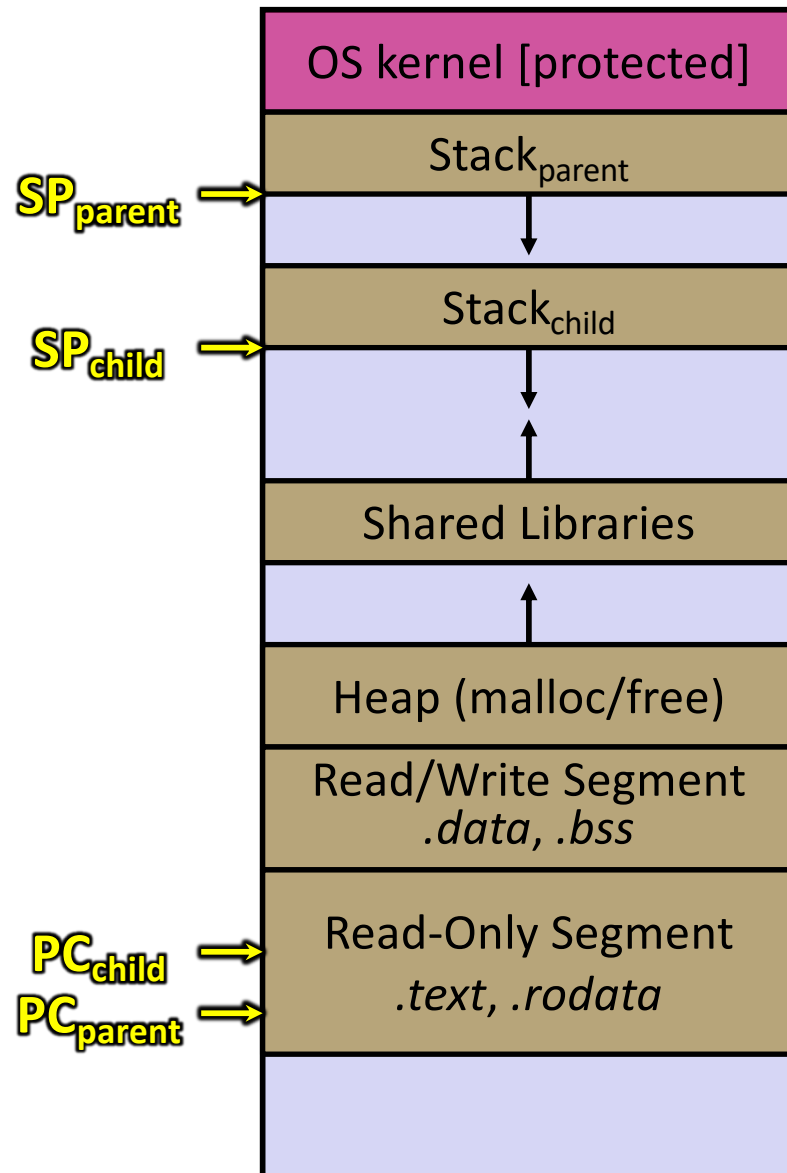 OS kernel [protected]
Stackparent
SPparent
Stackchild
SPchild
Shared Libraries
Heap (malloc/free)
Read/Write Segment
.data, .bss
Read-Only Segment
PCchild
.text, .rodata
PCparent